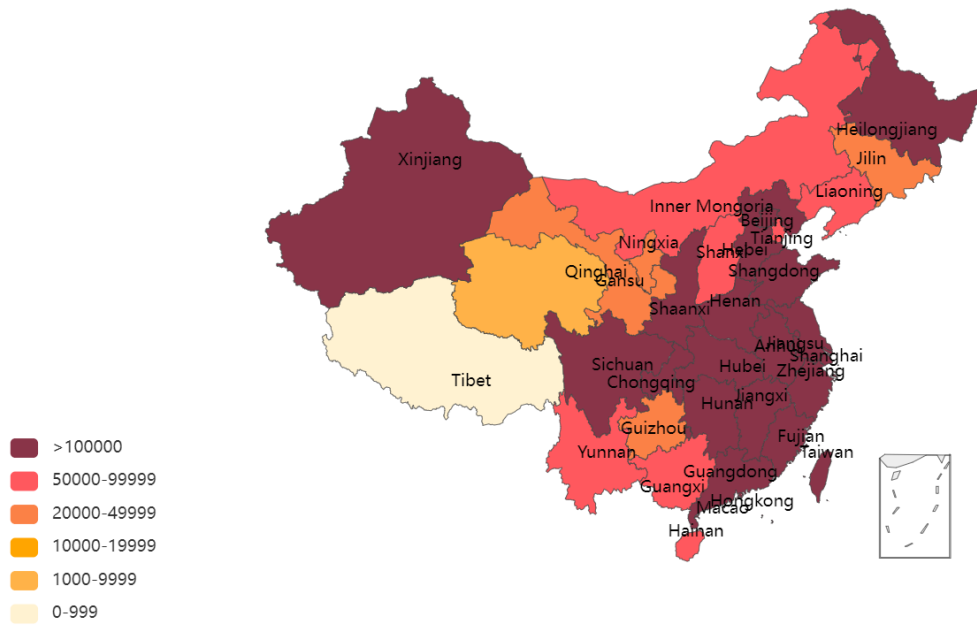 Heilongjiang
Jilin
Xinjiang
Liaoning
Inner Mongoria
Beijing
Tianjing
Ningxia
Hebei
Shanxi
Qinghai
Gansu
Shangdong
Shaanxi
Henan
Jiangsu
Anhui
Shanghai
Sichuan
Hubei
Zhejiang
Tibet
Chongqing
Jiangxi
Hunan
Guizhou
Fujian
Yunnan
Taiwan
Guangdong
Guangxi
Hongkong
Macao
Hainan
>100000
50000-99999
20000-49999
10000-19999
1000-9999
0-999